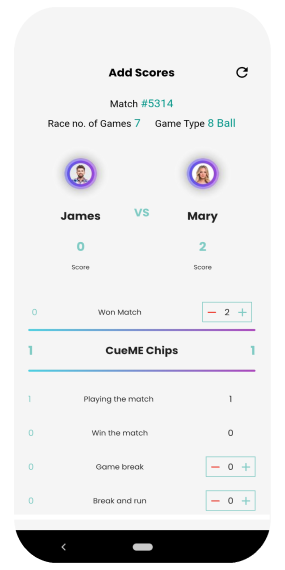 Add Scores
Match #5314
Race no. of Games 7 Game Type 8 Ball
James VS Mary
0 2
Score Score
0 Won Match − 2 +
1 CueME Chips 1
1 Playing the match 1
0 Win the match 0
0 Game break − 0 +
0 Break and run − 0 +